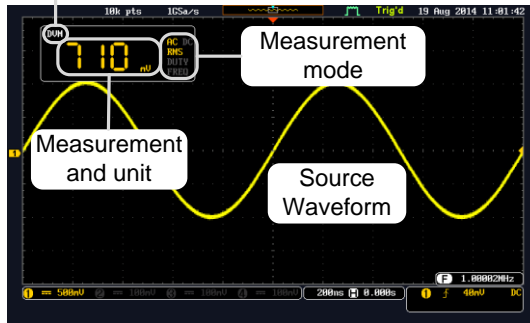 10k pts 1GSa/s Trig'd 19 Aug 2014 11:01:42
DVM
710 mV
AC DC
RMS
DUTY
FREQ
Measurement
mode
Measurement
and unit
Source
Waveform
1
F 1.00002MHz
1 500mV 2 100mV 3 100mV 4 100mV 200ns H 0.000s 1 40mV DC